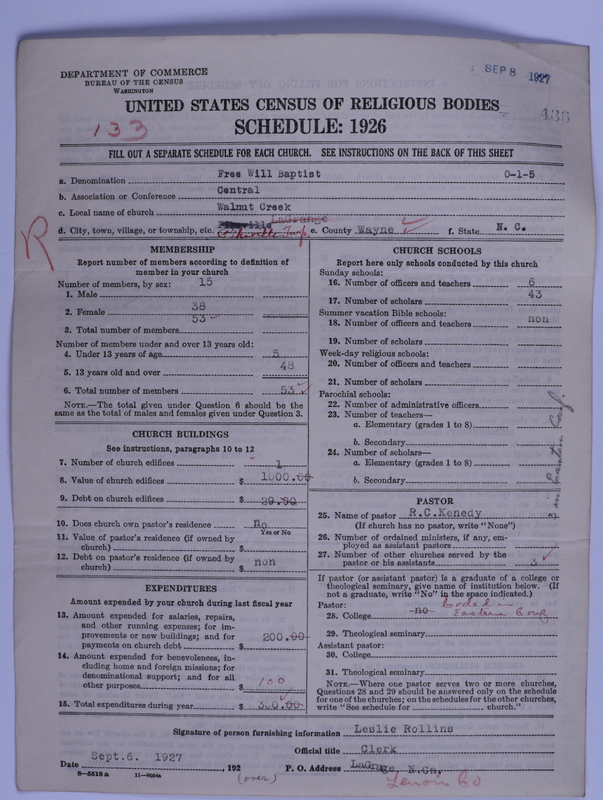 DEPARTMENT OF COMMERCE
BUREAU OF THE CENSUS
WASHINGTON
SEP 8 1927
UNITED STATES CENSUS OF RELIGIOUS BODIES
133
SCHEDULE: 1926
436
FILL OUT A SEPARATE SCHEDULE FOR EACH CHURCH. SEE INSTRUCTIONS ON THE BACK OF THIS SHEET
a. Denomination Free Will Baptist 0-1-5
b. Association or Conference Central
c. Local name of church Walnut Creek
d. City, town, village, or township, etc. LaGrange e. County Wayne f. State N. C.
R
MEMBERSHIP
Report number of members according to definition of member in your church
Number of members, by sex:
1. Male 15
2. Female 38
3. Total number of members 53
Number of members under and over 13 years old:
4. Under 13 years of age 5
5. 13 years old and over 48
6. Total number of members 53
NOTE.—The total given under Question 6 should be the
same as the total of males and females given under Question 3.
CHURCH BUILDINGS
See instructions, paragraphs 10 to 12
7. Number of church edifices 1
8. Value of church edifices $ 1000.00
9. Debt on church edifices $ 20.00
10. Does church own pastor's residence No
Yes or No
11. Value of pastor's residence (if owned by
church) $
12. Debt on pastor's residence (if owned by
church) $ non
EXPENDITURES
Amount expended by your church during last fiscal year
13. Amount expended for salaries, repairs,
and other running expenses; for im-
provements or new buildings; and for
payments on church debt $ 200.00
14. Amount expended for benevolences, in-
cluding home and foreign missions; for
denominational support; and for all
other purposes $ 100
15. Total expenditures during year $ 300.00
CHURCH SCHOOLS
Report here only schools conducted by this church
Sunday schools:
16. Number of officers and teachers 6
17. Number of scholars 43
Summer vacation Bible schools:
18. Number of officers and teachers non
19. Number of scholars
Week-day religious schools:
20. Number of officers and teachers
21. Number of scholars
Parochial schools:
22. Number of administrative officers
23. Number of teachers—
a. Elementary (grades 1 to 8)
b. Secondary
24. Number of scholars—
a. Elementary (grades 1 to 8)
b. Secondary
PASTOR
25. Name of pastor R.C.Kenedy
(If church has no pastor, write "None")
26. Number of ordained ministers, if any, em-
ployed as assistant pastors
27. Number of other churches served by the
pastor or his assistants 3
If pastor (or assistant pastor) is a graduate of a college or
theological seminary, give name of institution below. (If
not a graduate, write "No" in the space indicated.)
Pastor:
28. College -no- Eastern Conf
29. Theological seminary
Assistant pastor:
30. College
31. Theological seminary
NOTE.—Where one pastor serves two or more churches,
Questions 28 and 29 should be answered only on the schedule
for one of the churches; on the schedules for the other churches,
write "See schedule for church."
Signature of person furnishing information Leslie Rollins
Official title Clerk
Date Sept.6. 1927, 192 P. O. Address LaGrange N.Ca.
8-5518a 11-9054a
(over)
Lenoir Co